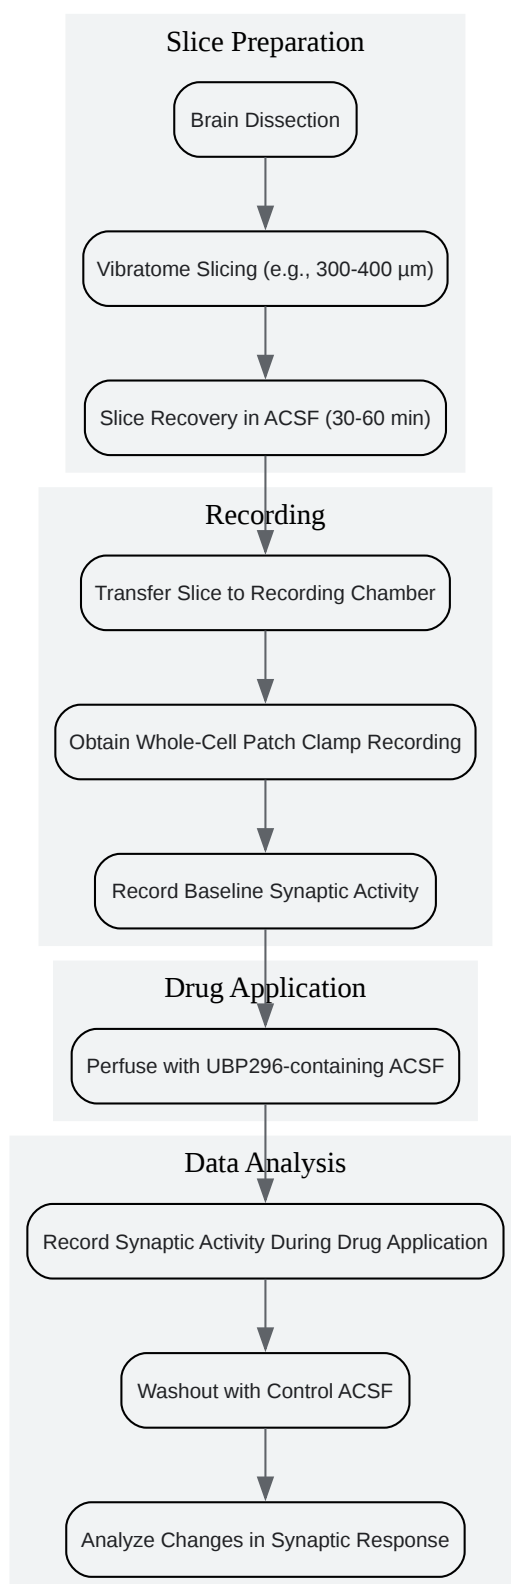 Slice Preparation
Brain Dissection
Vibratome Slicing (e.g., 300-400 µm)
Slice Recovery in ACSF (30-60 min)
Recording
Transfer Slice to Recording Chamber
Obtain Whole-Cell Patch Clamp Recording
Record Baseline Synaptic Activity
Drug Application
Perfuse with UBP296-containing ACSF
Data Analysis
Record Synaptic Activity During Drug Application
Washout with Control ACSF
Analyze Changes in Synaptic Response